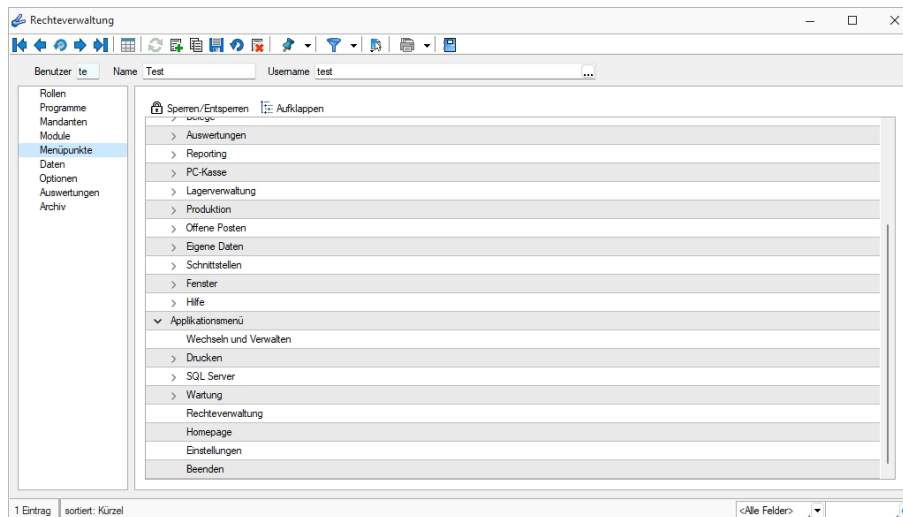 Rechteverwaltung
Benutzer te Name Test Username test ...
Rollen
Programme
Mandanten
Module
Menüpunkte
Daten
Optionen
Auswertungen
Archiv
Sperren/Entsperren Aufklappen
Belege
Auswertungen
Reporting
PC-Kasse
Lagerverwaltung
Produktion
Offene Posten
Eigene Daten
Schnittstellen
Fenster
Hilfe
Applikationsmenü
Wechseln und Verwalten
Drucken
SQL Server
Wartung
Rechteverwaltung
Homepage
Einstellungen
Beenden
1 Eintrag sortiert: Kürzel <Alle Felder>